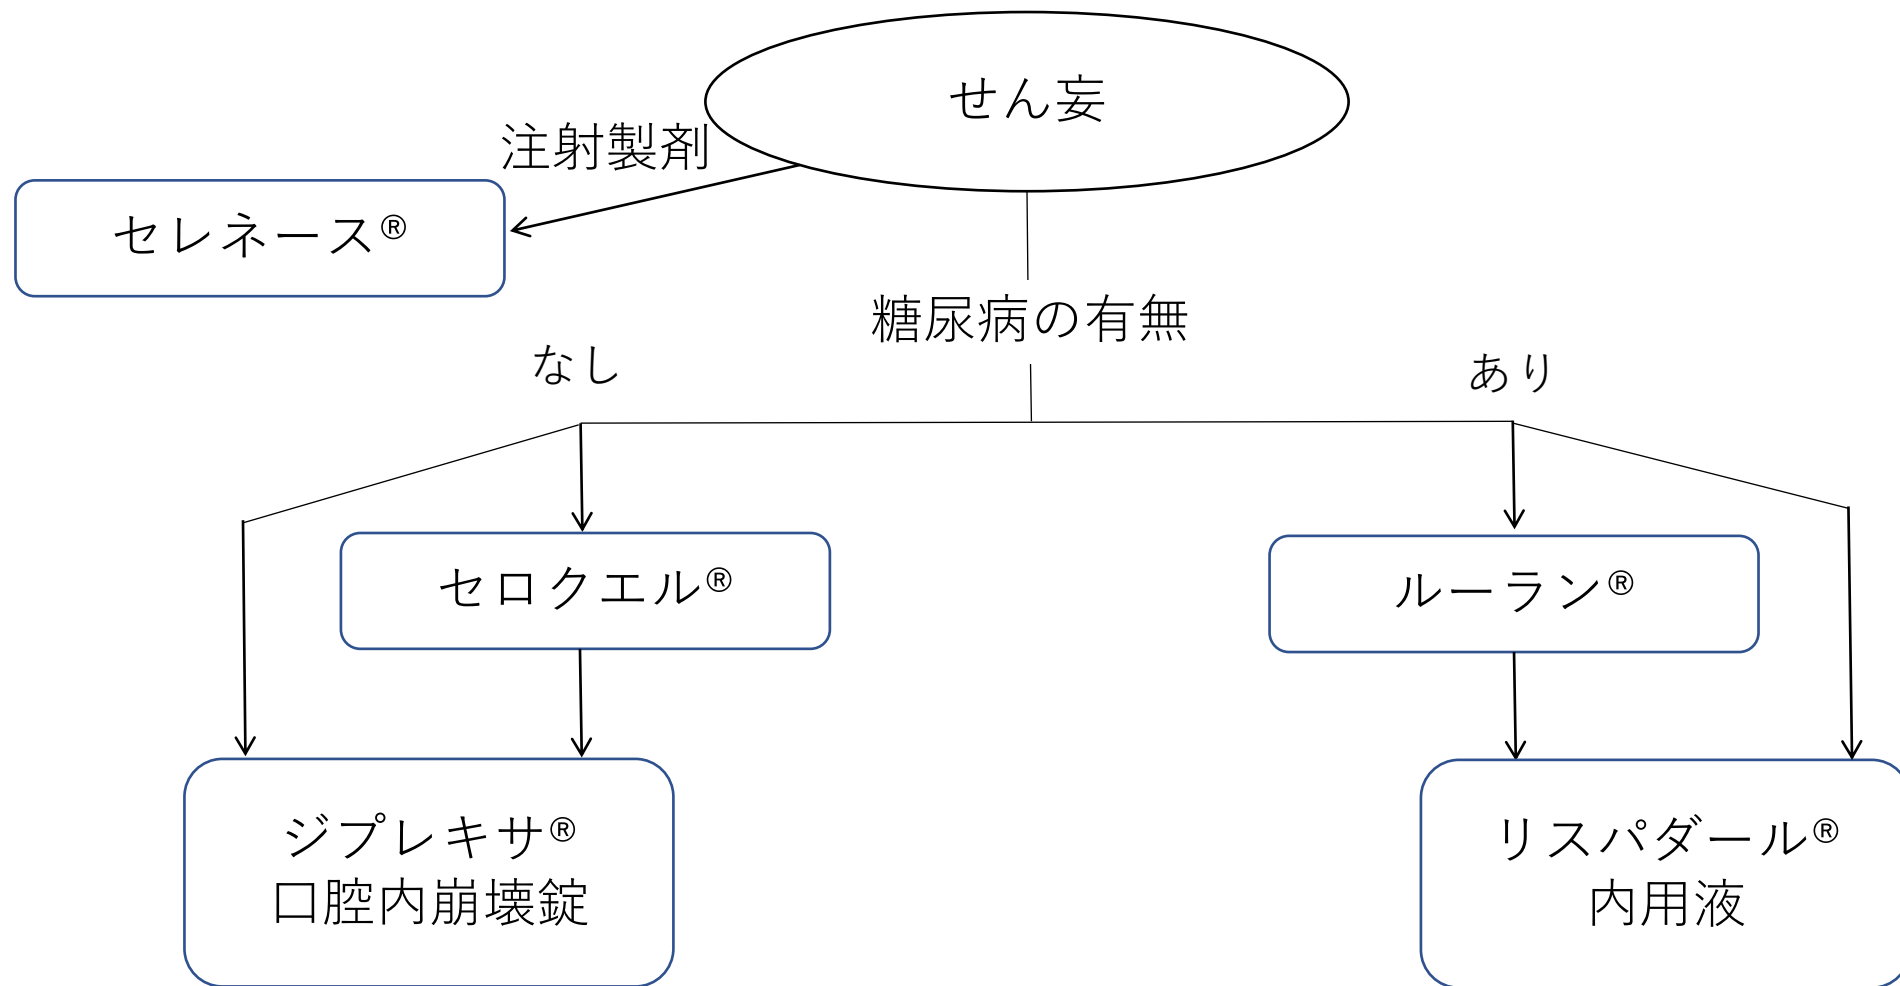 せん妄
注射製剤
セレネース®
糖尿病の有無
なし
あり
セロクエル®
ルーラン®
ジプレキサ®
口腔内崩壊錠
リスパダール®
内用液